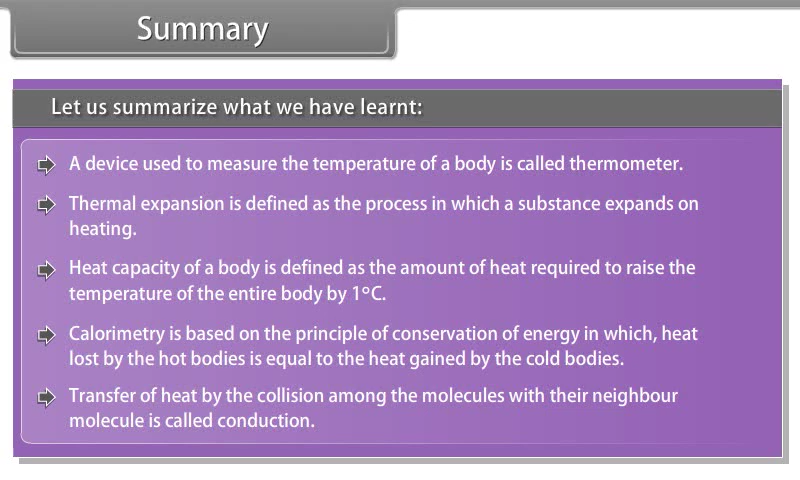 Summary
Let us summarize what we have learnt:
A device used to measure the temperature of a body is called thermometer.
Thermal expansion is defined as the process in which a substance expands on
heating.
Heat capacity of a body is defined as the amount of heat required to raise the
temperature of the entire body by 1°C.
Calorimetry is based on the principle of conservation of energy in which, heat
lost by the hot bodies is equal to the heat gained by the cold bodies.
Transfer of heat by the collision among the molecules with their neighbour
molecule is called conduction.